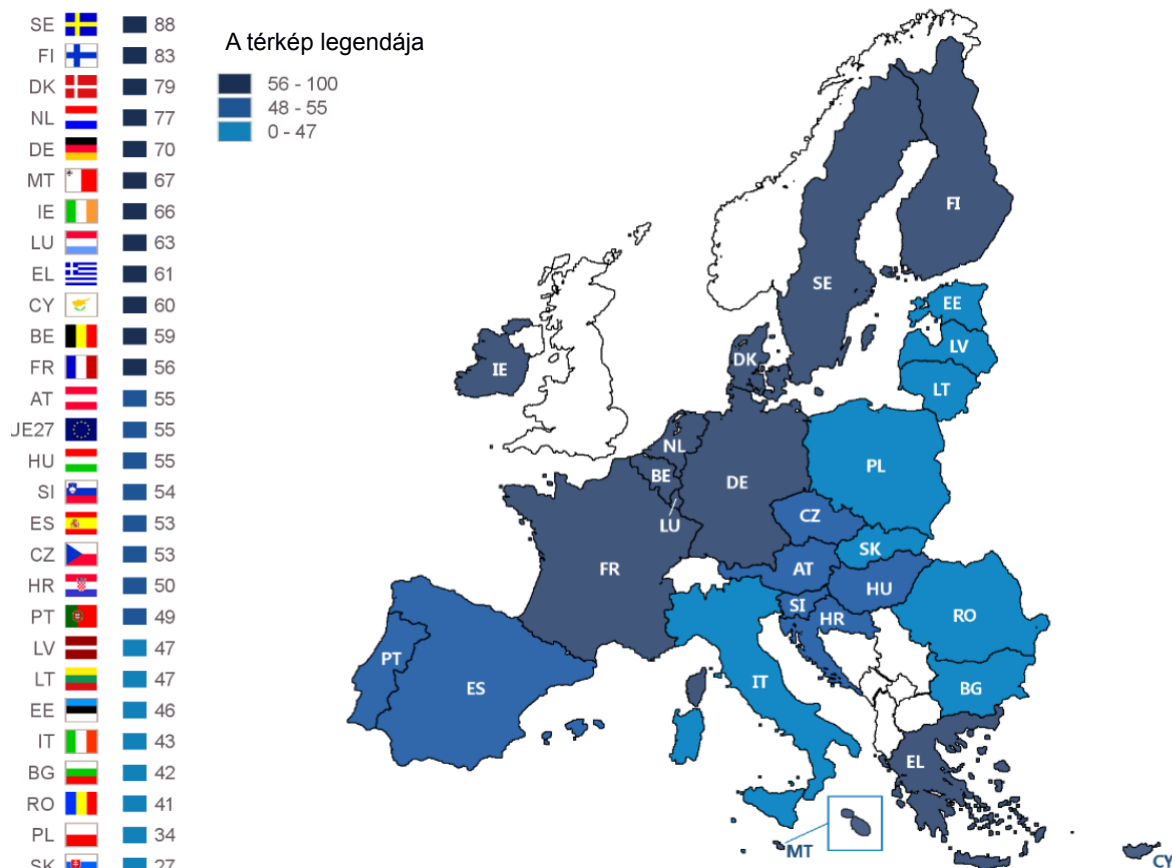 SE 88
FI 83
DK 79
NL 77
DE 70
MT 67
IE 66
LU 63
EL 61
CY 60
BE 59
FR 56
AT 55
JE27 55
HU 55
SI 54
ES 53
CZ 53
HR 50
PT 49
LV 47
LT 47
EE 46
IT 43
BG 42
RO 41
PL 34
SK 27
A térkép legendája
56 - 100
48 - 55
0 - 47
FI
SE
EE
LV
LT
DK
IE
NL
BE
DE
PL
LU
CZ
SK
FR
AT
HU
SI
HR
RO
PT
ES
IT
BG
EL
MT
CY